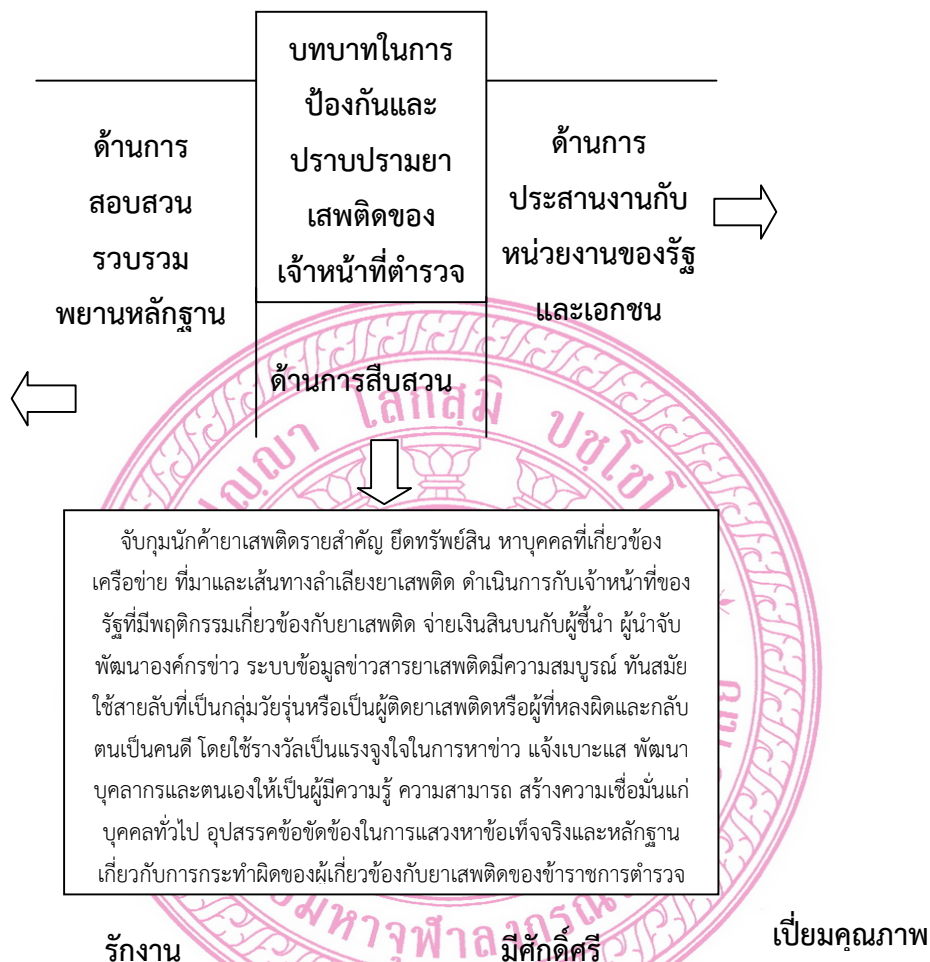 บทบาทในการ
ป้องกันและ
ปราบปรามยา
เสพติดของ
เจ้าหน้าที่ตำรวจ
ด้านการ
สอบสวน
รวบรวม
พยานหลักฐาน
ด้านการ
ประสานงานกับ
หน่วยงานของรัฐ
และเอกชน
ด้านการสืบสวน
โลกสฺมิ ปชฺโช
จับกุมนักค้ายาเสพติดรายสำคัญ ยึดทรัพย์สิน หาบุคคลที่เกี่ยวข้อง
เครือข่าย ที่มาและเส้นทางลำเลียงยาเสพติด ดำเนินการกับเจ้าหน้าที่ของ
รัฐที่มีพฤติกรรมเกี่ยวข้องกับยาเสพติด จ่ายเงินสินบนกับผู้ชี้นำ ผู้นำจับ
พัฒนาองค์กรข่าว ระบบข้อมูลข่าวสารยาเสพติดมีความสมบูรณ์ ทันสมัย
ใช้สายลับที่เป็นกลุ่มวัยรุ่นหรือเป็นผู้ติดยาเสพติดหรือผู้ที่หลงผิดและกลับ
ตนเป็นคนดี โดยใช้รางวัลเป็นแรงจูงใจในการหาข่าว แจ้งเบาะแส พัฒนา
บุคลากรและตนเองให้เป็นผู้มีความรู้ ความสามารถ สร้างความเชื่อมั่นแก่
บุคคลทั่วไป อุปสรรคข้อขัดข้องในการแสวงหาข้อเท็จจริงและหลักฐาน
เกี่ยวกับการกระทำผิดของผู้เกี่ยวข้องกับยาเสพติดของข้าราชการตำรวจ
รักงาน
มีศักดิ์ศรี
เปี่ยมคุณภาพ